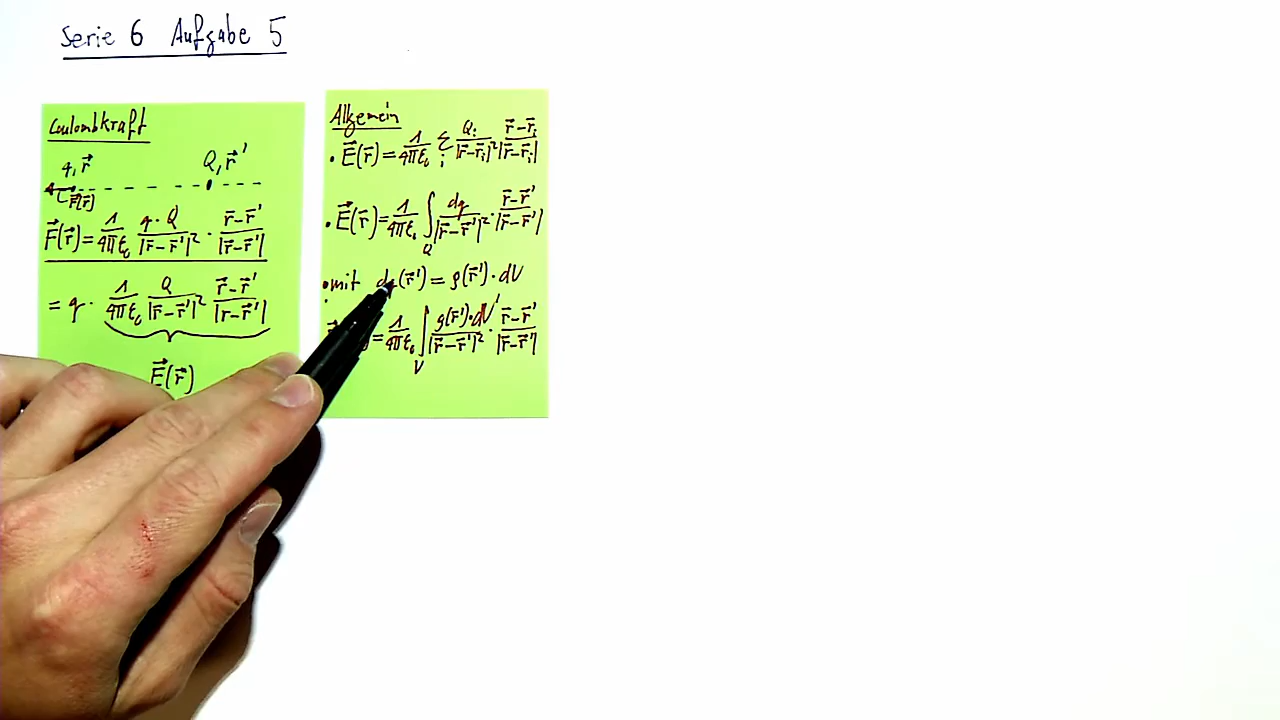 Serie 6 Aufgabe 5
Coulombkraft
q, r⃗ Q, r⃗'
F⃗(r⃗)
F⃗(r⃗) = 1/(4πε₀) (q · Q)/|r⃗-r⃗'|² · (r⃗-r⃗')/|r⃗-r⃗'|
= q · 1/(4πε₀) Q/|r⃗-r⃗'|² (r⃗-r⃗')/|r-r⃗'|
E⃗(r⃗)
Allgemein
• E⃗(r⃗) = 1/(4πε₀) Σᵢ Qᵢ/|r⃗-r⃗ᵢ|² (r⃗-r⃗ᵢ)/|r⃗-r⃗ᵢ|
• E⃗(r⃗) = 1/(4πε₀) ∫_Q dq/|r⃗-r⃗'|² · (r⃗-r⃗')/|r⃗-r⃗'|
• mit dq(r⃗') = ρ(r⃗') · dV
= 1/(4πε₀) ∫_V (ρ(r⃗') · dV')/|r⃗-r⃗'|² · (r⃗-r⃗')/|r⃗-r⃗'|